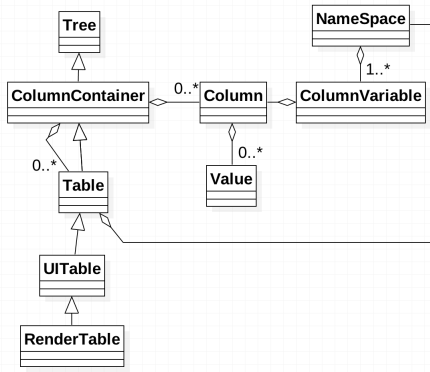 NameSpace
Tree
1..*
ColumnContainer
0..*
Column
ColumnVariable
0..*
0..*
Table
Value
UITable
RenderTable